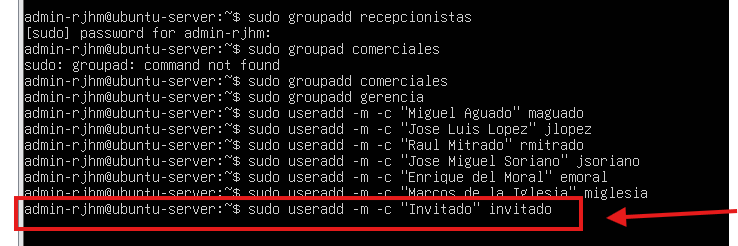 admin-rjhm@ubuntu-server:~$ sudo groupadd recepcionistas
[sudo] password for admin-rjhm:
admin-rjhm@ubuntu-server:~$ sudo groupad comerciales
sudo: groupad: command not found
admin-rjhm@ubuntu-server:~$ sudo groupadd comerciales
admin-rjhm@ubuntu-server:~$ sudo groupadd gerencia
admin-rjhm@ubuntu-server:~$ sudo useradd -m -c "Miguel Aguado" maguado
admin-rjhm@ubuntu-server:~$ sudo useradd -m -c "Jose Luis Lopez" jlopez
admin-rjhm@ubuntu-server:~$ sudo useradd -m -c "Raul Mitrado" rmitrado
admin-rjhm@ubuntu-server:~$ sudo useradd -m -c "Jose Miguel Soriano" jsoriano
admin-rjhm@ubuntu-server:~$ sudo useradd -m -c "Enrique del Moral" emoral
admin-rjhm@ubuntu-server:~$ sudo useradd -m -c "Marcos de la Iglesia" miglesia
admin-rjhm@ubuntu-server:~$ sudo useradd -m -c "Invitado" invitado